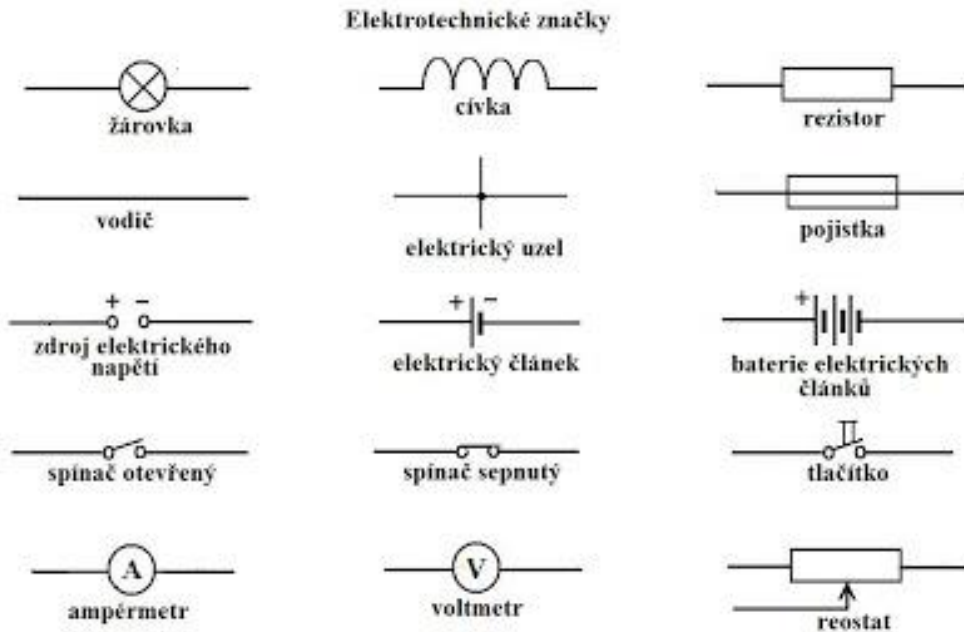 Elektrotechnické značky
žárovka
cívka
rezistor
vodič
elektrický uzel
pojistka
+ −
zdroj elektrického
napětí
+ −
elektrický článek
+
baterie elektrických
článků
spínač otevřený
spínač sepnutý
tlačítko
A
ampérmetr
V
voltmetr
reostat